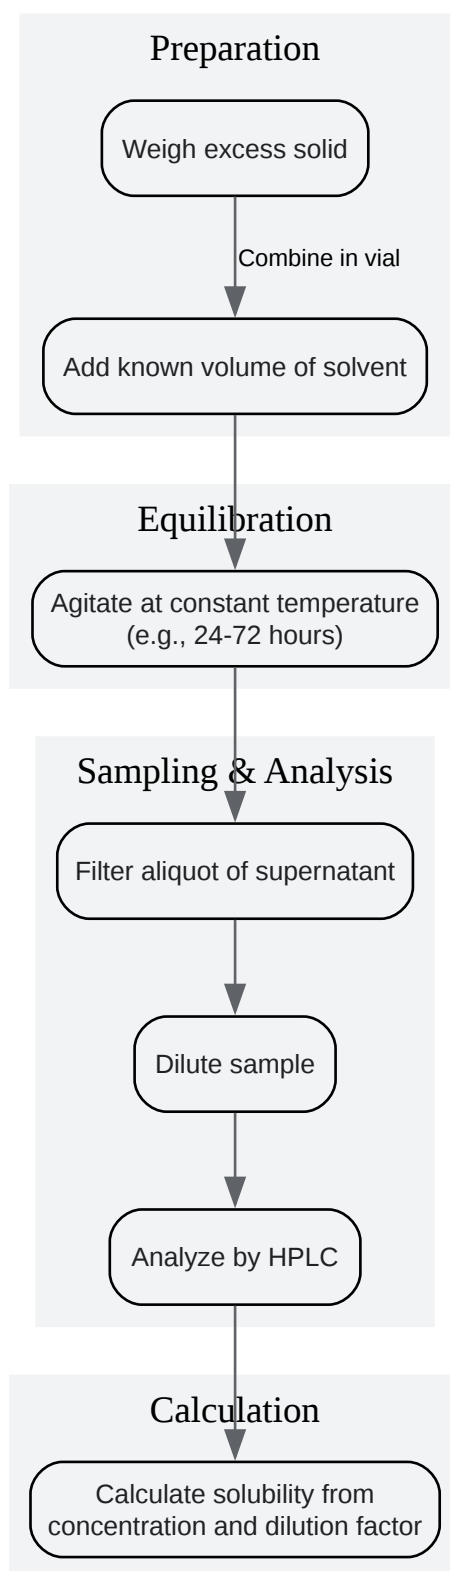 Preparation
Weigh excess solid
Combine in vial
Add known volume of solvent
Equilibration
Agitate at constant temperature
(e.g., 24-72 hours)
Sampling & Analysis
Filter aliquot of supernatant
Dilute sample
Analyze by HPLC
Calculation
Calculate solubility from
concentration and dilution factor